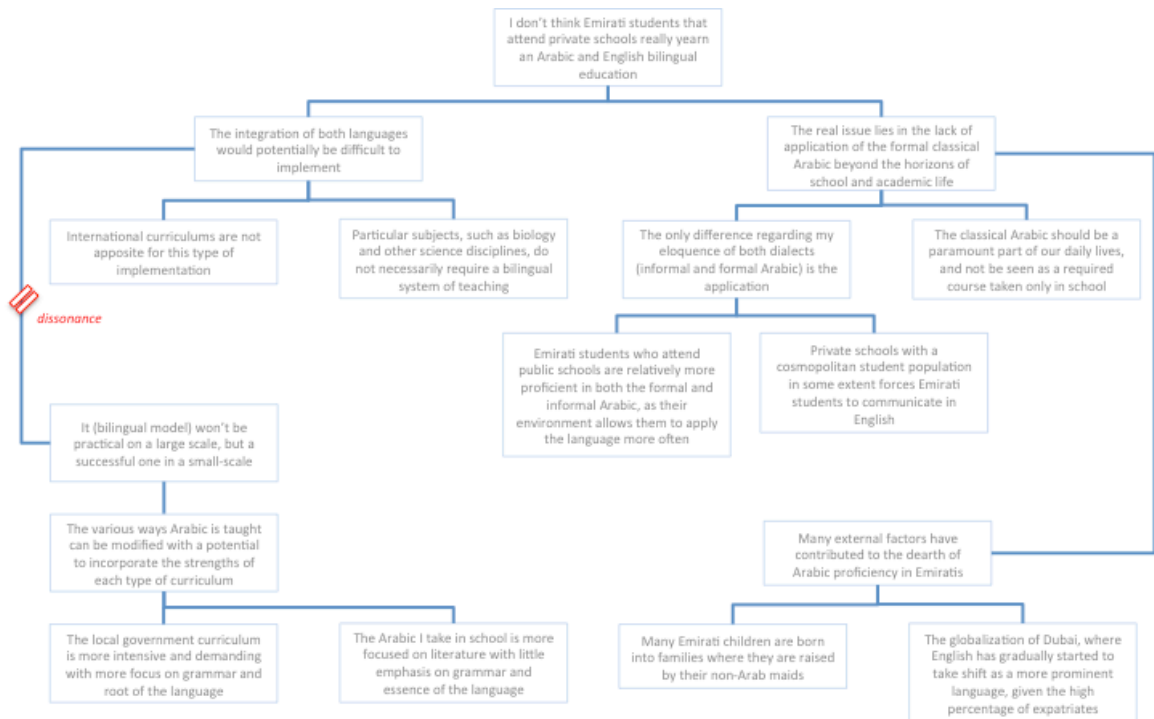 I don't think Emirati students that
attend private schools really yearn
an Arabic and English bilingual
education
The integration of both languages
would potentially be difficult to
implement
The real issue lies in the lack of
application of the formal classical
Arabic beyond the horizons of
school and academic life
International curriculums are not
apposite for this type of
implementation
Particular subjects, such as biology
and other science disciplines, do
not necessarily require a bilingual
system of teaching
The only difference regarding my
eloquence of both dialects
(informal and formal Arabic) is the
application
The classical Arabic should be a
paramount part of our daily lives,
and not be seen as a required
course taken only in school
dissonance
Emirati students who attend
public schools are relatively more
proficient in both the formal and
informal Arabic, as their
environment allows them to apply
the language more often
Private schools with a
cosmopolitan student population
in some extent forces Emirati
students to communicate in
English
It (bilingual model) won't be
practical on a large scale, but a
successful one in a small-scale
The various ways Arabic is taught
can be modified with a potential
to incorporate the strengths of
each type of curriculum
Many external factors have
contributed to the dearth of
Arabic proficiency in Emiratis
The local government curriculum
is more intensive and demanding
with more focus on grammar and
root of the language
The Arabic I take in school is more
focused on literature with little
emphasis on grammar and
essence of the language
Many Emirati children are born
into families where they are raised
by their non-Arab maids
The globalization of Dubai, where
English has gradually started to
take shift as a more prominent
language, given the high
percentage of expatriates